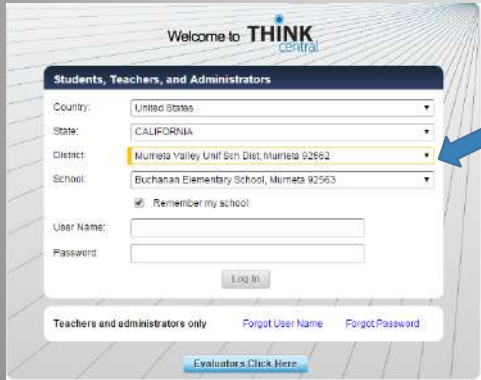 Welcome to THINK central
Students, Teachers, and Administrators
Country: United States
State: CALIFORNIA
District: Murrieta Valley Unif Sch Dist, Murrieta 92562
School: Buchanan Elementary School, Murrieta 92563
Remember my school
User Name:
Password:
Log In
Teachers and administrators only Forgot User Name Forgot Password
Evaluators Click Here